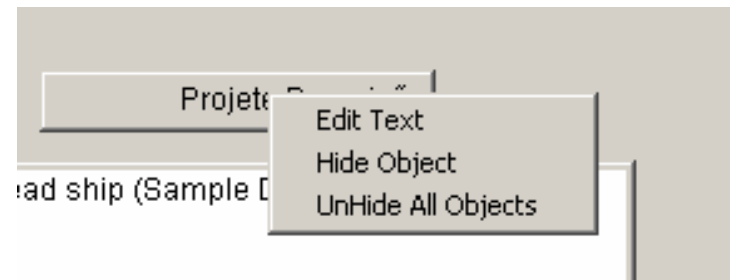 Projete
Edit Text
Hide Object
UnHide All Objects
ead ship (Sample